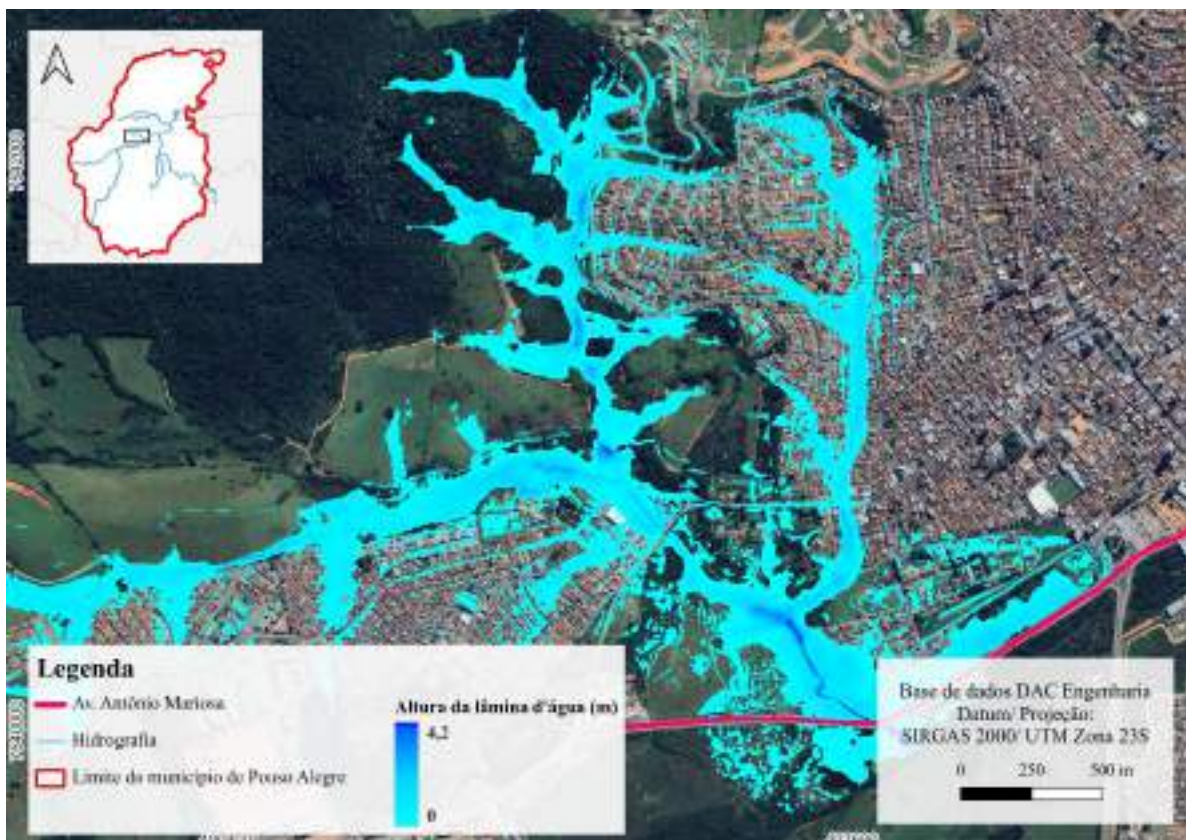 Legenda
Av. Antônio Mariosa
Hidrografia
Limite do município de Pouso Alegre
Altura da lâmina d'água (m)
4,2
0
Base de dados DAC Engenharia
Datum/ Projeção:
SIRGAS 2000/ UTM Zona 23S
0 250 500 m